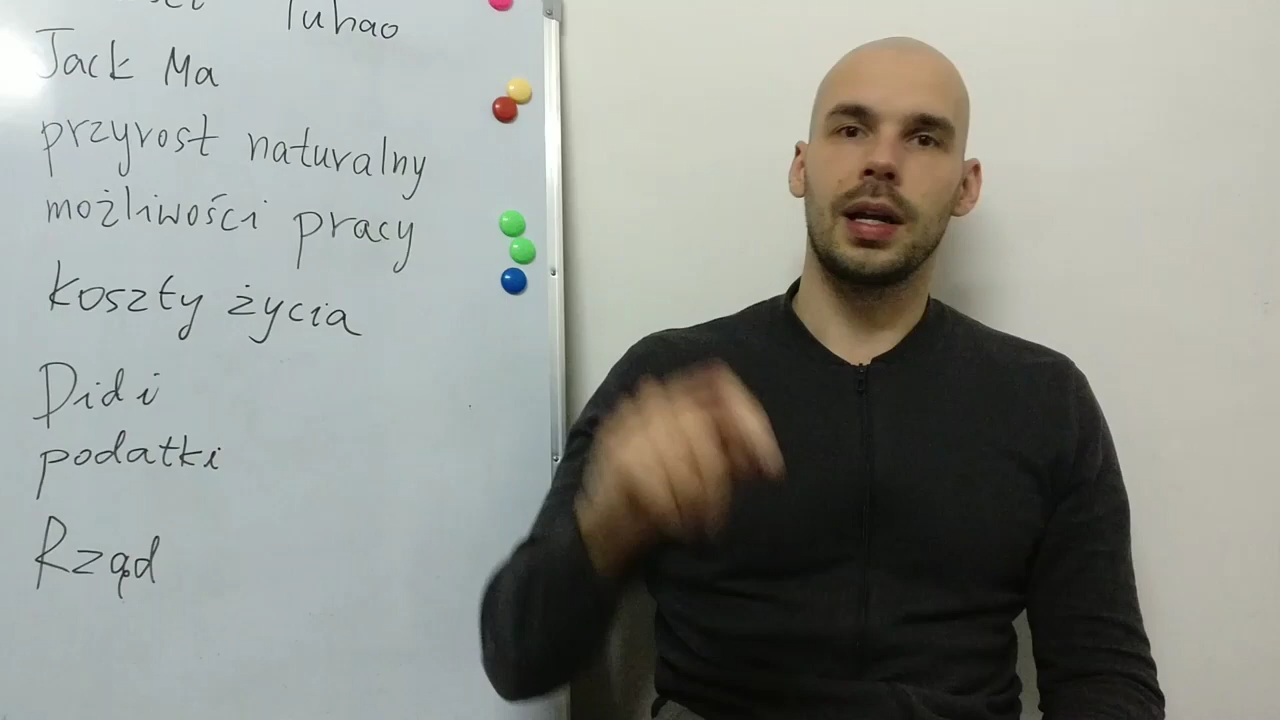 tuhao
Jack Ma
przyrost naturalny
możliwości pracy
koszty życia
Didi
podatki
Rząd